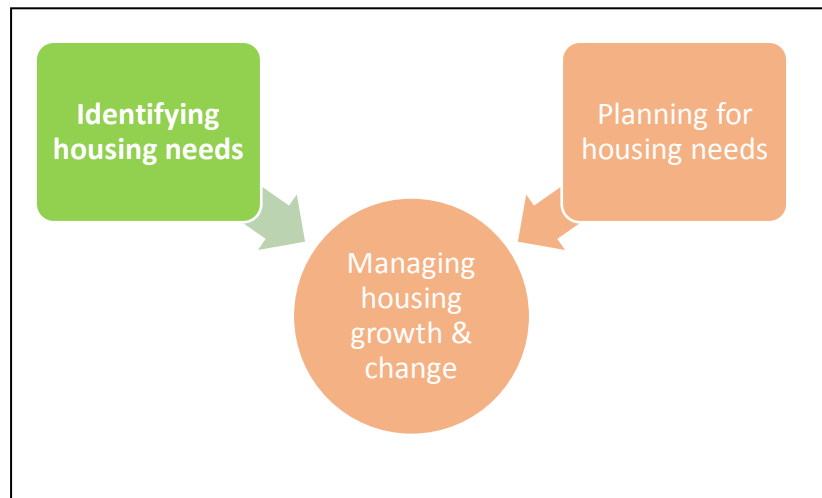 Identifying
housing needs
Planning for
housing needs
Managing
housing
growth &
change